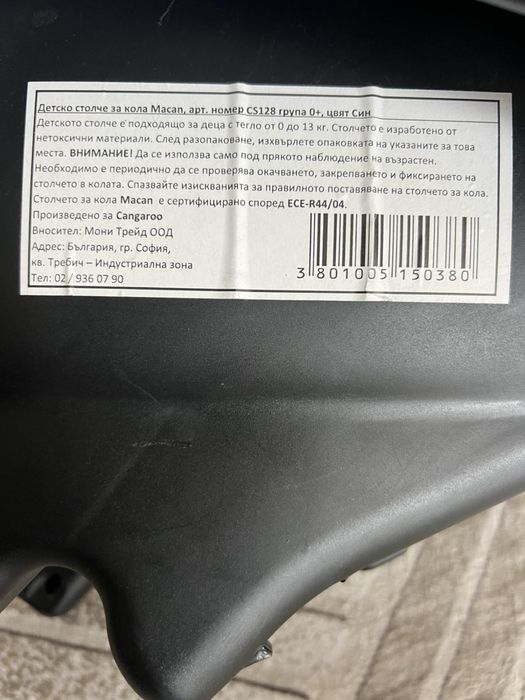 Детско столче за кола Macan, арт. номер CS128 група 0+, цвят Син
Детското столче е подходящо за деца с тегло от 0 до 13 кг. Столчето е изработено от
нетоксични материали. След разопаковане, изхвърлете опаковката на указаните за това
места. ВНИМАНИЕ! Да се използва само под прякото наблюдение на възрастен.
Необходимо е периодично да се проверява окачването, закрепването и фиксирането на
столчето в колата. Спазвайте изискванията за правилното поставяне на столчето за кола.
Столчето за кола Macan е сертифицирано според ECE-R44/04.
Произведено за Cangaroo
Вносител: Мони Трейд ООД
Адрес: България, гр. София,
кв. Требич – Индустриална зона
Тел: 02 / 936 07 90
3 801005 150380